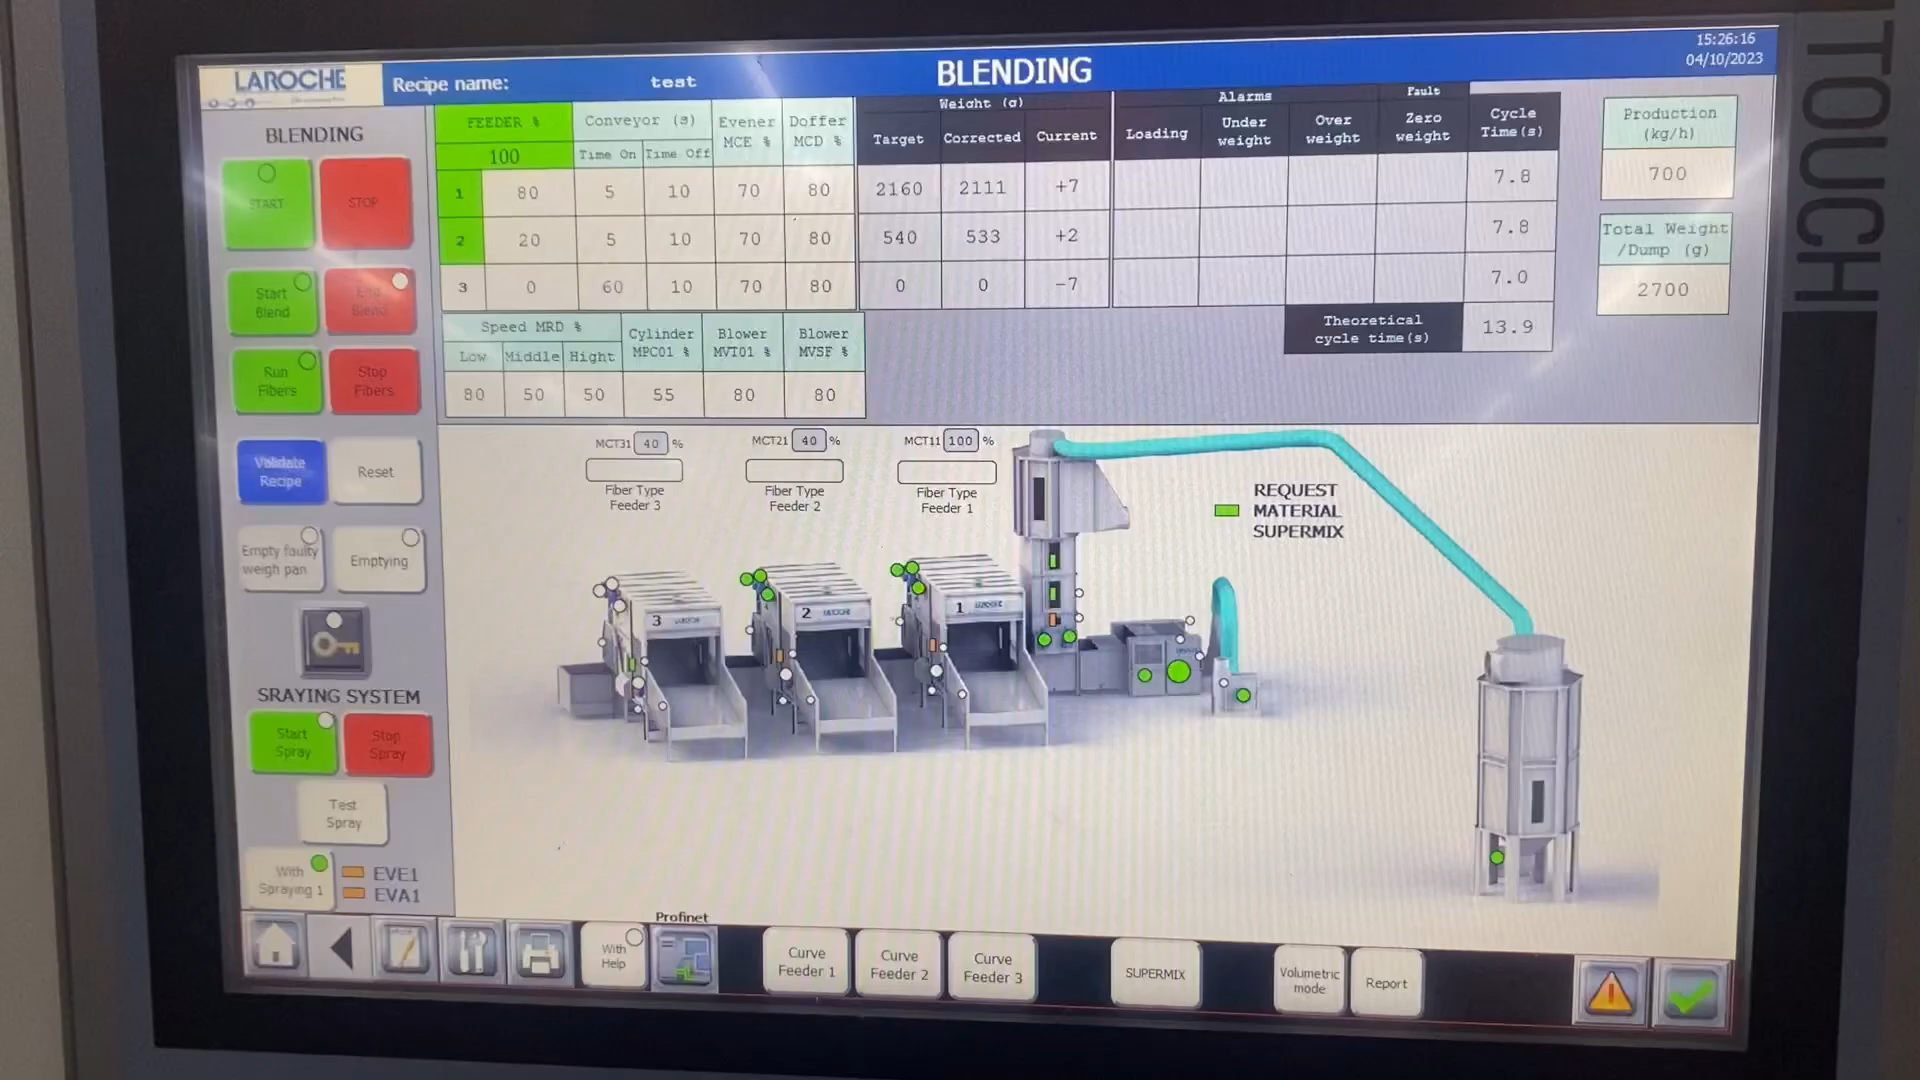 LAROCHE
Recipe name: test
BLENDING
15:26:16
04/10/2023
BLENDING
START
STOP
Start
Blend
End
Blend
Run
Fibers
Stop
Fibers
Validate
Recipe
Reset
Empty faulty
weigh pan
Emptying
SRAYING SYSTEM
Start
Spray
Stop
Spray
Test
Spray
With
Spraying 1
EVE1
EVA1
FEEDER %
100
Conveyor (s)
Time On
Time Off
Evener
MCE %
Doffer
MCD %
Weight (g)
Target
Corrected
Current
Alarms
Loading
Under
weight
Over
weight
Fault
Zero
weight
Cycle
Time(s)
1 80 5 10 70 80 2160 2111 +7 7.8
2 20 5 10 70 80 540 533 +2 7.8
3 0 60 10 70 80 0 0 -7 7.0
Theoretical
cycle time(s)
13.9
Production
(kg/h)
700
Total Weight
/Dump (g)
2700
Speed MRD %
Low
Middle
Hight
Cylinder
MPC01 %
Blower
MVT01 %
Blower
MVSF %
80 50 50 55 80 80
MCT31 40 %
Fiber Type
Feeder 3
MCT21 40 %
Fiber Type
Feeder 2
MCT11 100 %
Fiber Type
Feeder 1
REQUEST
MATERIAL
SUPERMIX
3
2
1
With
Help
Profinet
Curve
Feeder 1
Curve
Feeder 2
Curve
Feeder 3
SUPERMIX
Volumetric
mode
Report
TOUCH